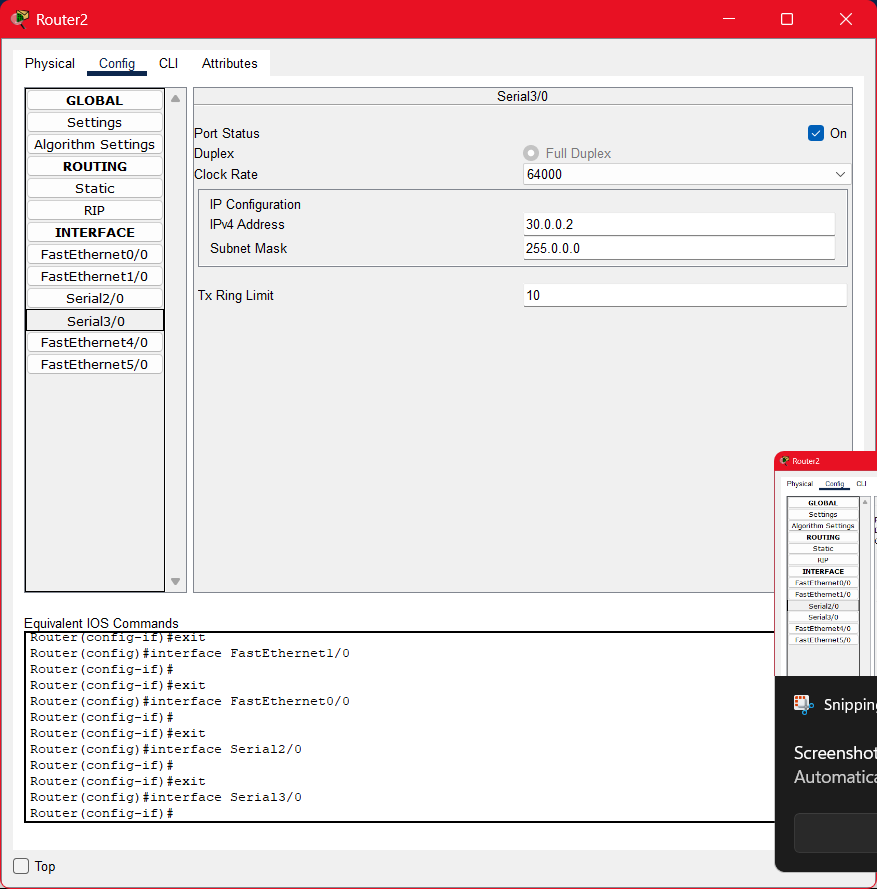 Router2
Physical Config CLI Attributes
GLOBAL
Settings
Algorithm Settings
ROUTING
Static
RIP
INTERFACE
FastEthernet0/0
FastEthernet1/0
Serial2/0
Serial3/0
FastEthernet4/0
FastEthernet5/0
Serial3/0
Port Status On
Duplex Full Duplex
Clock Rate 64000
IP Configuration
IPv4 Address 30.0.0.2
Subnet Mask 255.0.0.0
Tx Ring Limit 10
Equivalent IOS Commands
Router(config-if)#exit
Router(config)#interface FastEthernet1/0
Router(config-if)#
Router(config-if)#exit
Router(config)#interface FastEthernet0/0
Router(config-if)#
Router(config-if)#exit
Router(config)#interface Serial2/0
Router(config-if)#
Router(config-if)#exit
Router(config)#interface Serial3/0
Router(config-if)#
Top
Router2
Physical Config CLI
GLOBAL
Settings
Algorithm Settings
ROUTING
Static
RIP
INTERFACE
FastEthernet0/0
FastEthernet1/0
Serial2/0
Serial3/0
FastEthernet4/0
FastEthernet5/0
Snipping
Screenshot
Automatica